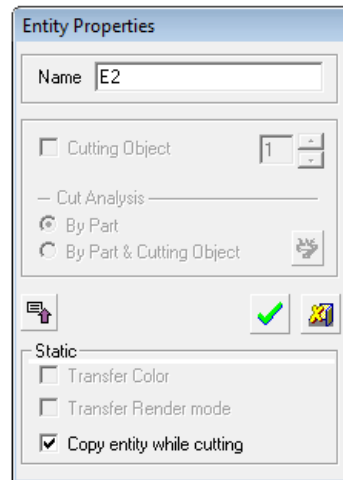 Entity Properties
Name E2
Cutting Object 1
Cut Analysis
By Part
By Part & Cutting Object
Static
Transfer Color
Transfer Render mode
Copy entity while cutting